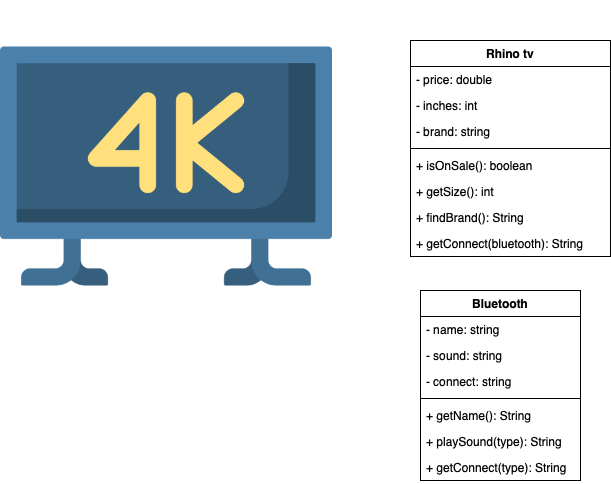 4K
Rhino tv
- price: double
- inches: int
- brand: string
+ isOnSale(): boolean
+ getSize(): int
+ findBrand(): String
+ getConnect(bluetooth): String
Bluetooth
- name: string
- sound: string
- connect: string
+ getName(): String
+ playSound(type): String
+ getConnect(type): String